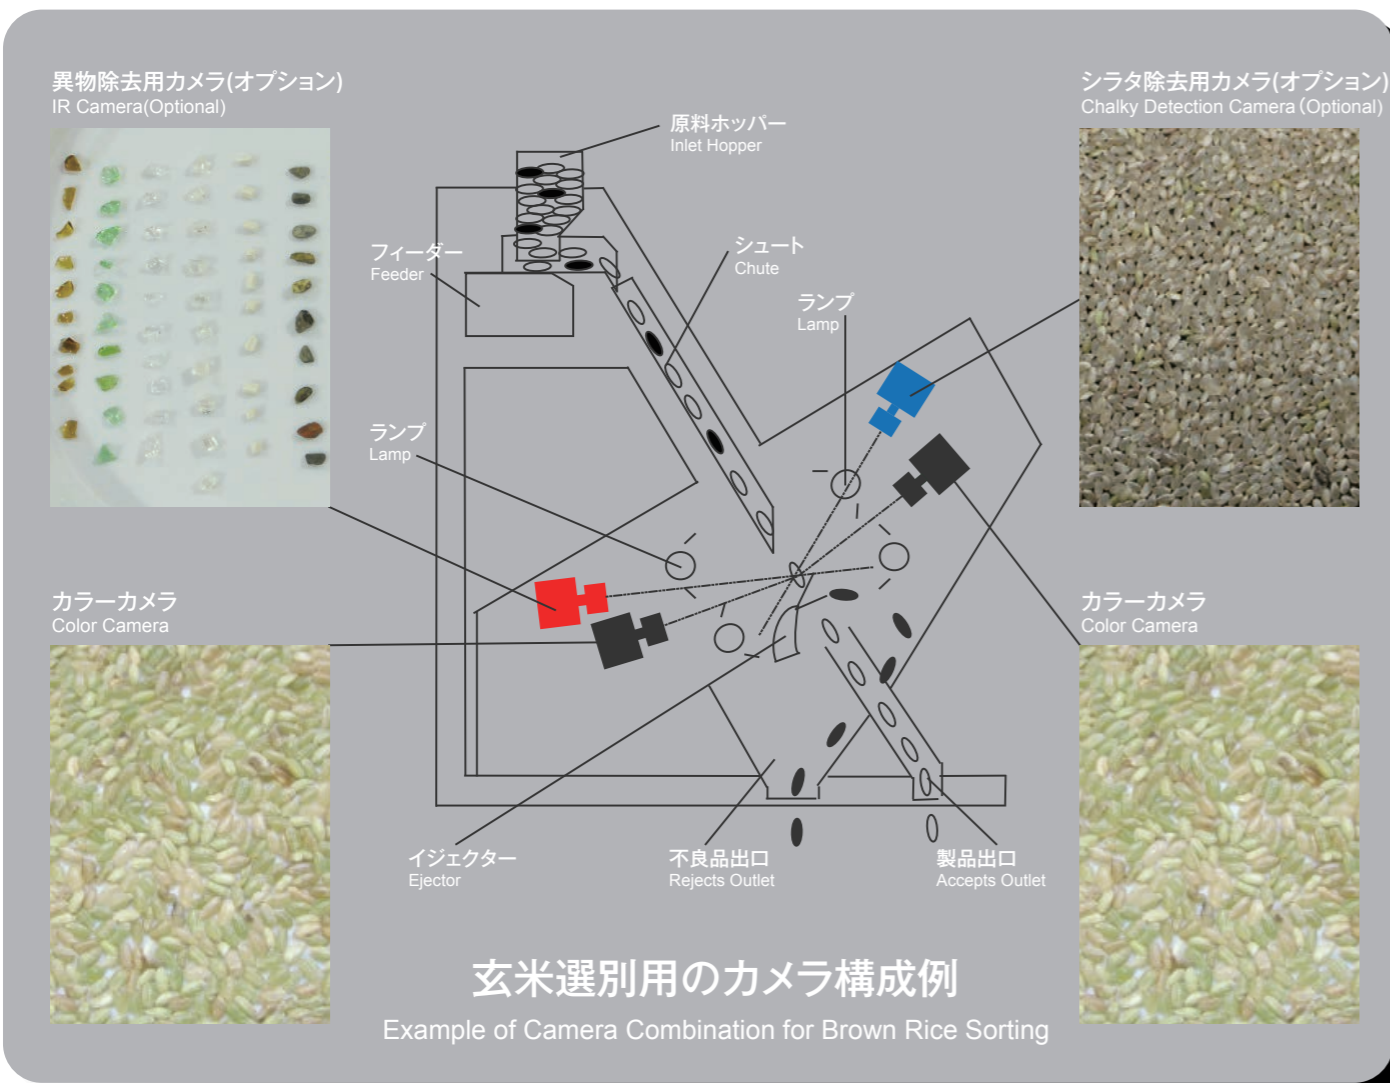 異物除去用カメラ(オプション)
IR Camera(Optional)
シラタ除去用カメラ(オプション)
Chalky Detection Camera(Optional)
原料ホッパー
Inlet Hopper
フィーダー
Feeder
シュート
Chute
ランプ
Lamp
ランプ
Lamp
カラーカメラ
Color Camera
カラーカメラ
Color Camera
イジェクター
Ejector
不良品出口
Rejects Outlet
製品出口
Accepts Outlet
玄米選別用のカメラ構成例
Example of Camera Combination for Brown Rice Sorting